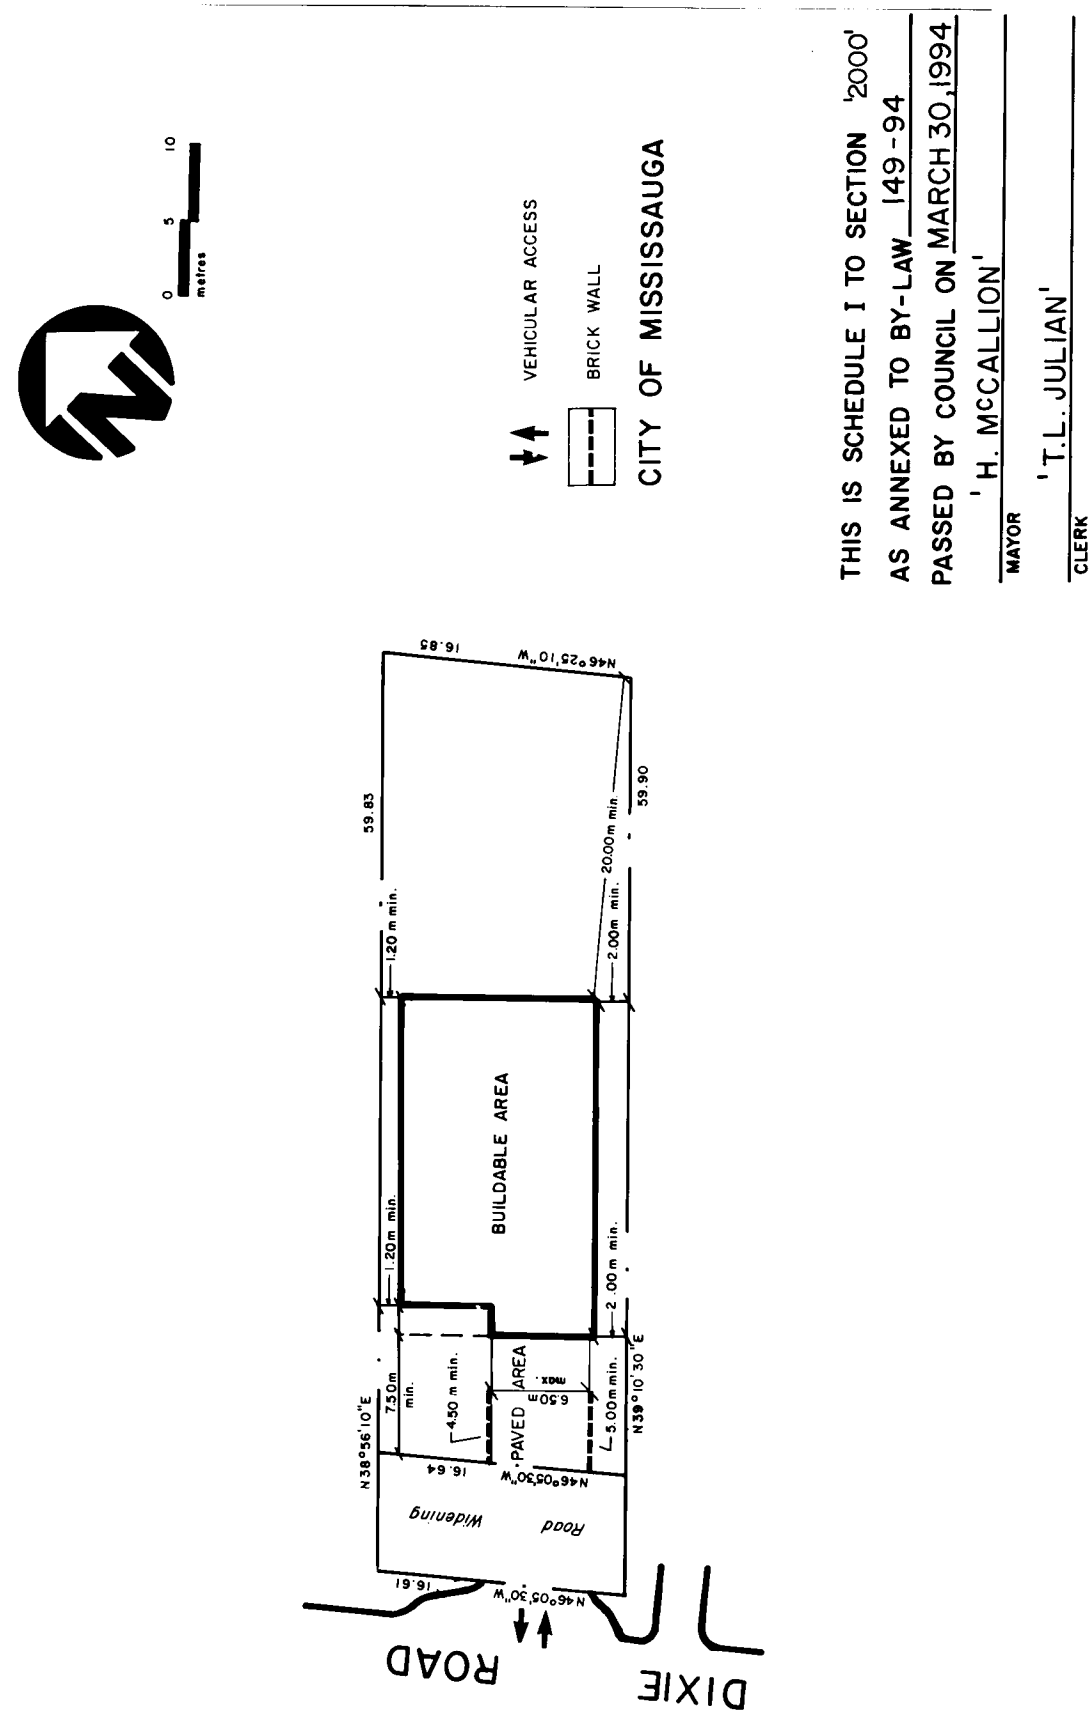 0 5 10
metres
VEHICULAR ACCESS
BRICK WALL
CITY OF MISSISSAUGA
THIS IS SCHEDULE I TO SECTION '2000'
AS ANNEXED TO BY-LAW 149-94
PASSED BY COUNCIL ON MARCH 30, 1994
'H. McCALLION'
MAYOR
'T.L. JULIAN'
CLERK
16.85
N46°25'10"W
59.83
59.90
1.20 m min.
20.00m min.
2.00m min.
BUILDABLE AREA
1.20m min.
2.00m min.
N38°56'10"E
7.50m
min.
4.50 m min.
PAVED AREA
6.50m
max.
5.00m min.
N39°10'30"E
16.64
N46°05'30"W
Road
Widening
16.61
N46°05'30"W
DIXIE
ROAD